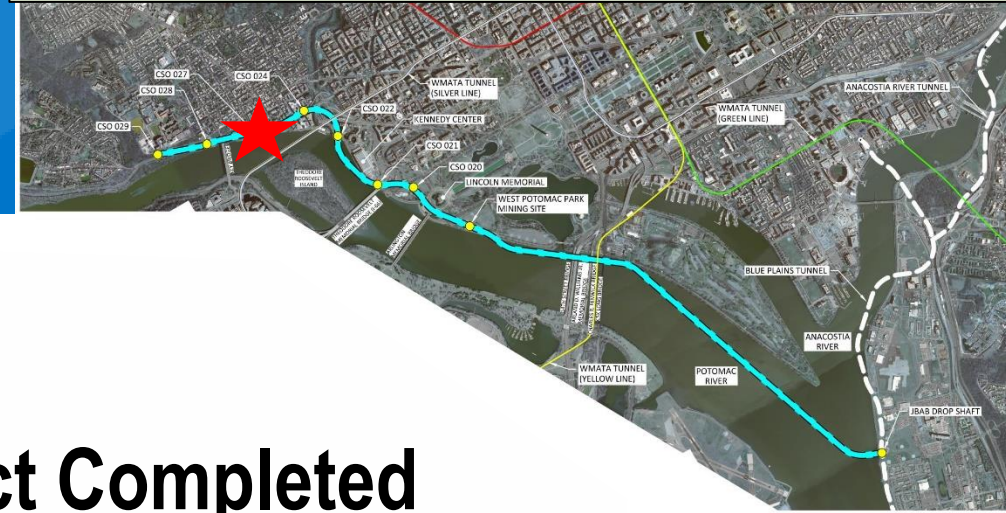 CSO 027
CSO 028
CSO 029
CSO 024
CSO 022
WMATA TUNNEL
(SILVER LINE)
KENNEDY CENTER
CSO 021
CSO 020
LINCOLN MEMORIAL
WEST POTOMAC PARK
MINING SITE
THEODORE
ROOSEVELT
ISLAND
WMATA TUNNEL
(GREEN LINE)
ANACOSTIA RIVER TUNNEL
BLUE PLAINS TUNNEL
ANACOSTIA
RIVER
WMATA TUNNEL
(YELLOW LINE)
POTOMAC
RIVER
JBAB DROP SHAFT
ct Completed